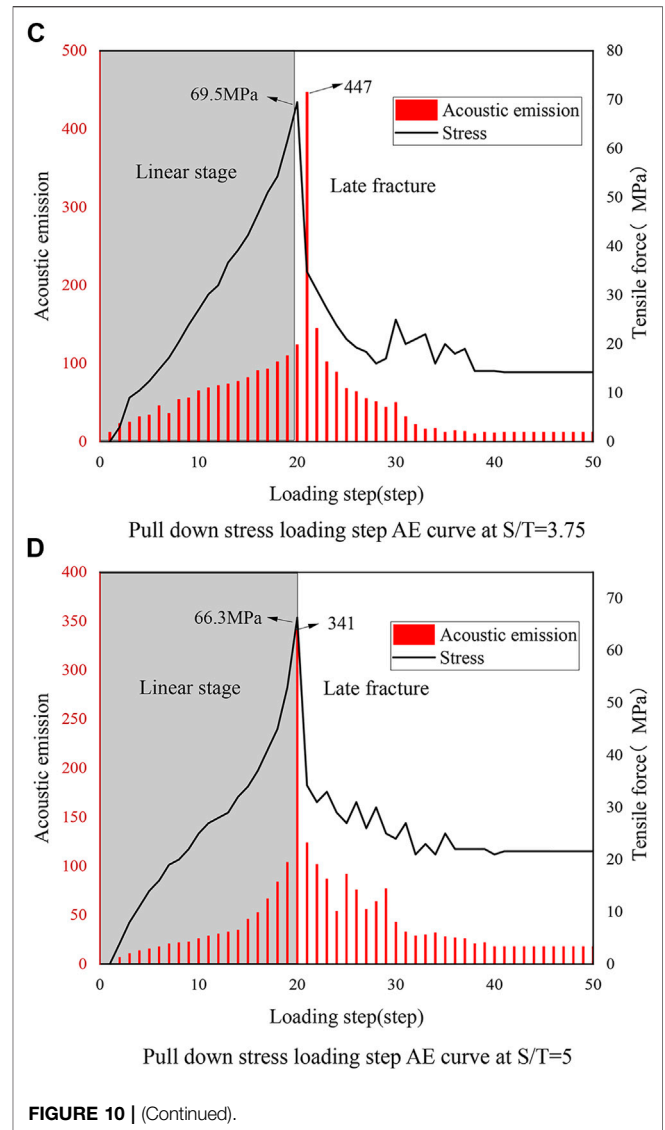 C
500
400
300
200
100
0
Acoustic emission
80
70
60
50
40
30
20
10
0
Tensile force( MPa)
69.5MPa
447
Acoustic emission
Stress
Linear stage
Late fracture
0 10 20 30 40 50
Loading step(step)
Pull down stress loading step AE curve at S/T=3.75
D
400
350
300
250
200
150
100
50
0
Acoustic emission
70
60
50
40
30
20
10
0
Tensile force( MPa)
66.3MPa
341
Acoustic emission
Stress
Linear stage
Late fracture
0 10 20 30 40 50
Loading step(step)
Pull down stress loading step AE curve at S/T=5
FIGURE 10 | (Continued).